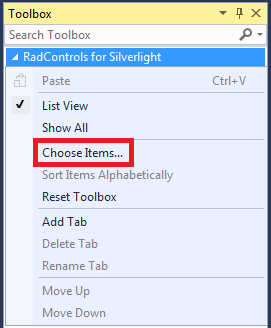 Toolbox
Search Toolbox
RadControls for Silverlight
Paste Ctrl+V
List View
Show All
Choose Items...
Sort Items Alphabetically
Reset Toolbox
Add Tab
Delete Tab
Rename Tab
Move Up
Move Down